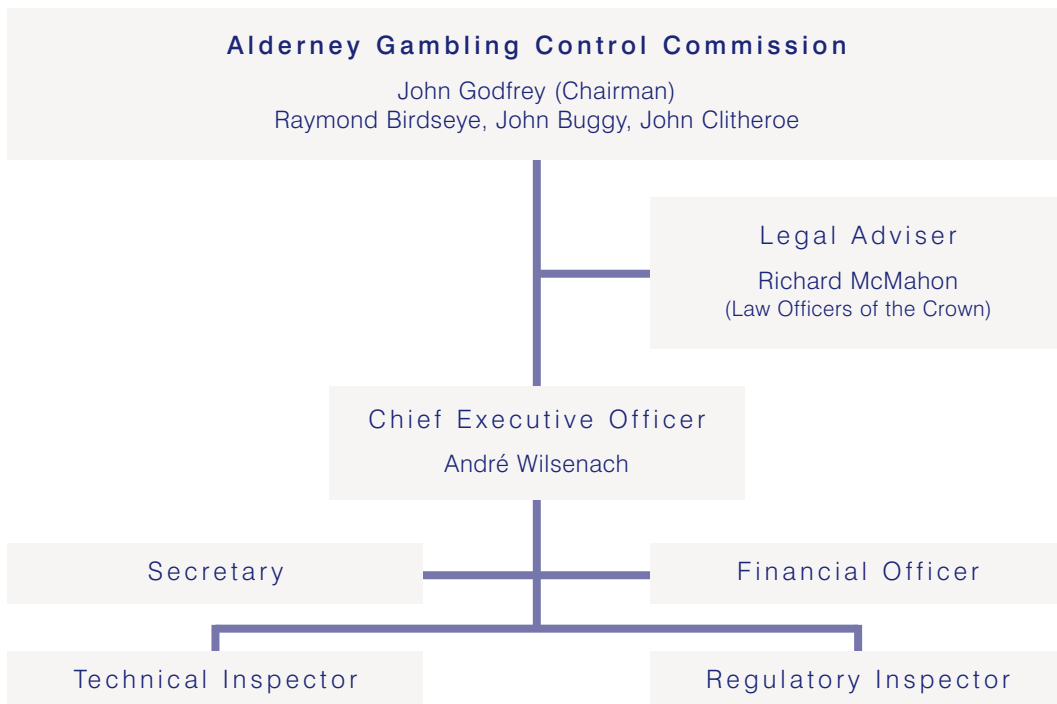 Alderney Gambling Control Commission
John Godfrey (Chairman)
Raymond Birdseye, John Buggy, John Clitheroe
Legal Adviser
Richard McMahon
(Law Officers of the Crown)
Chief Executive Officer
André Wilsenach
Secretary
Financial Officer
Technical Inspector
Regulatory Inspector